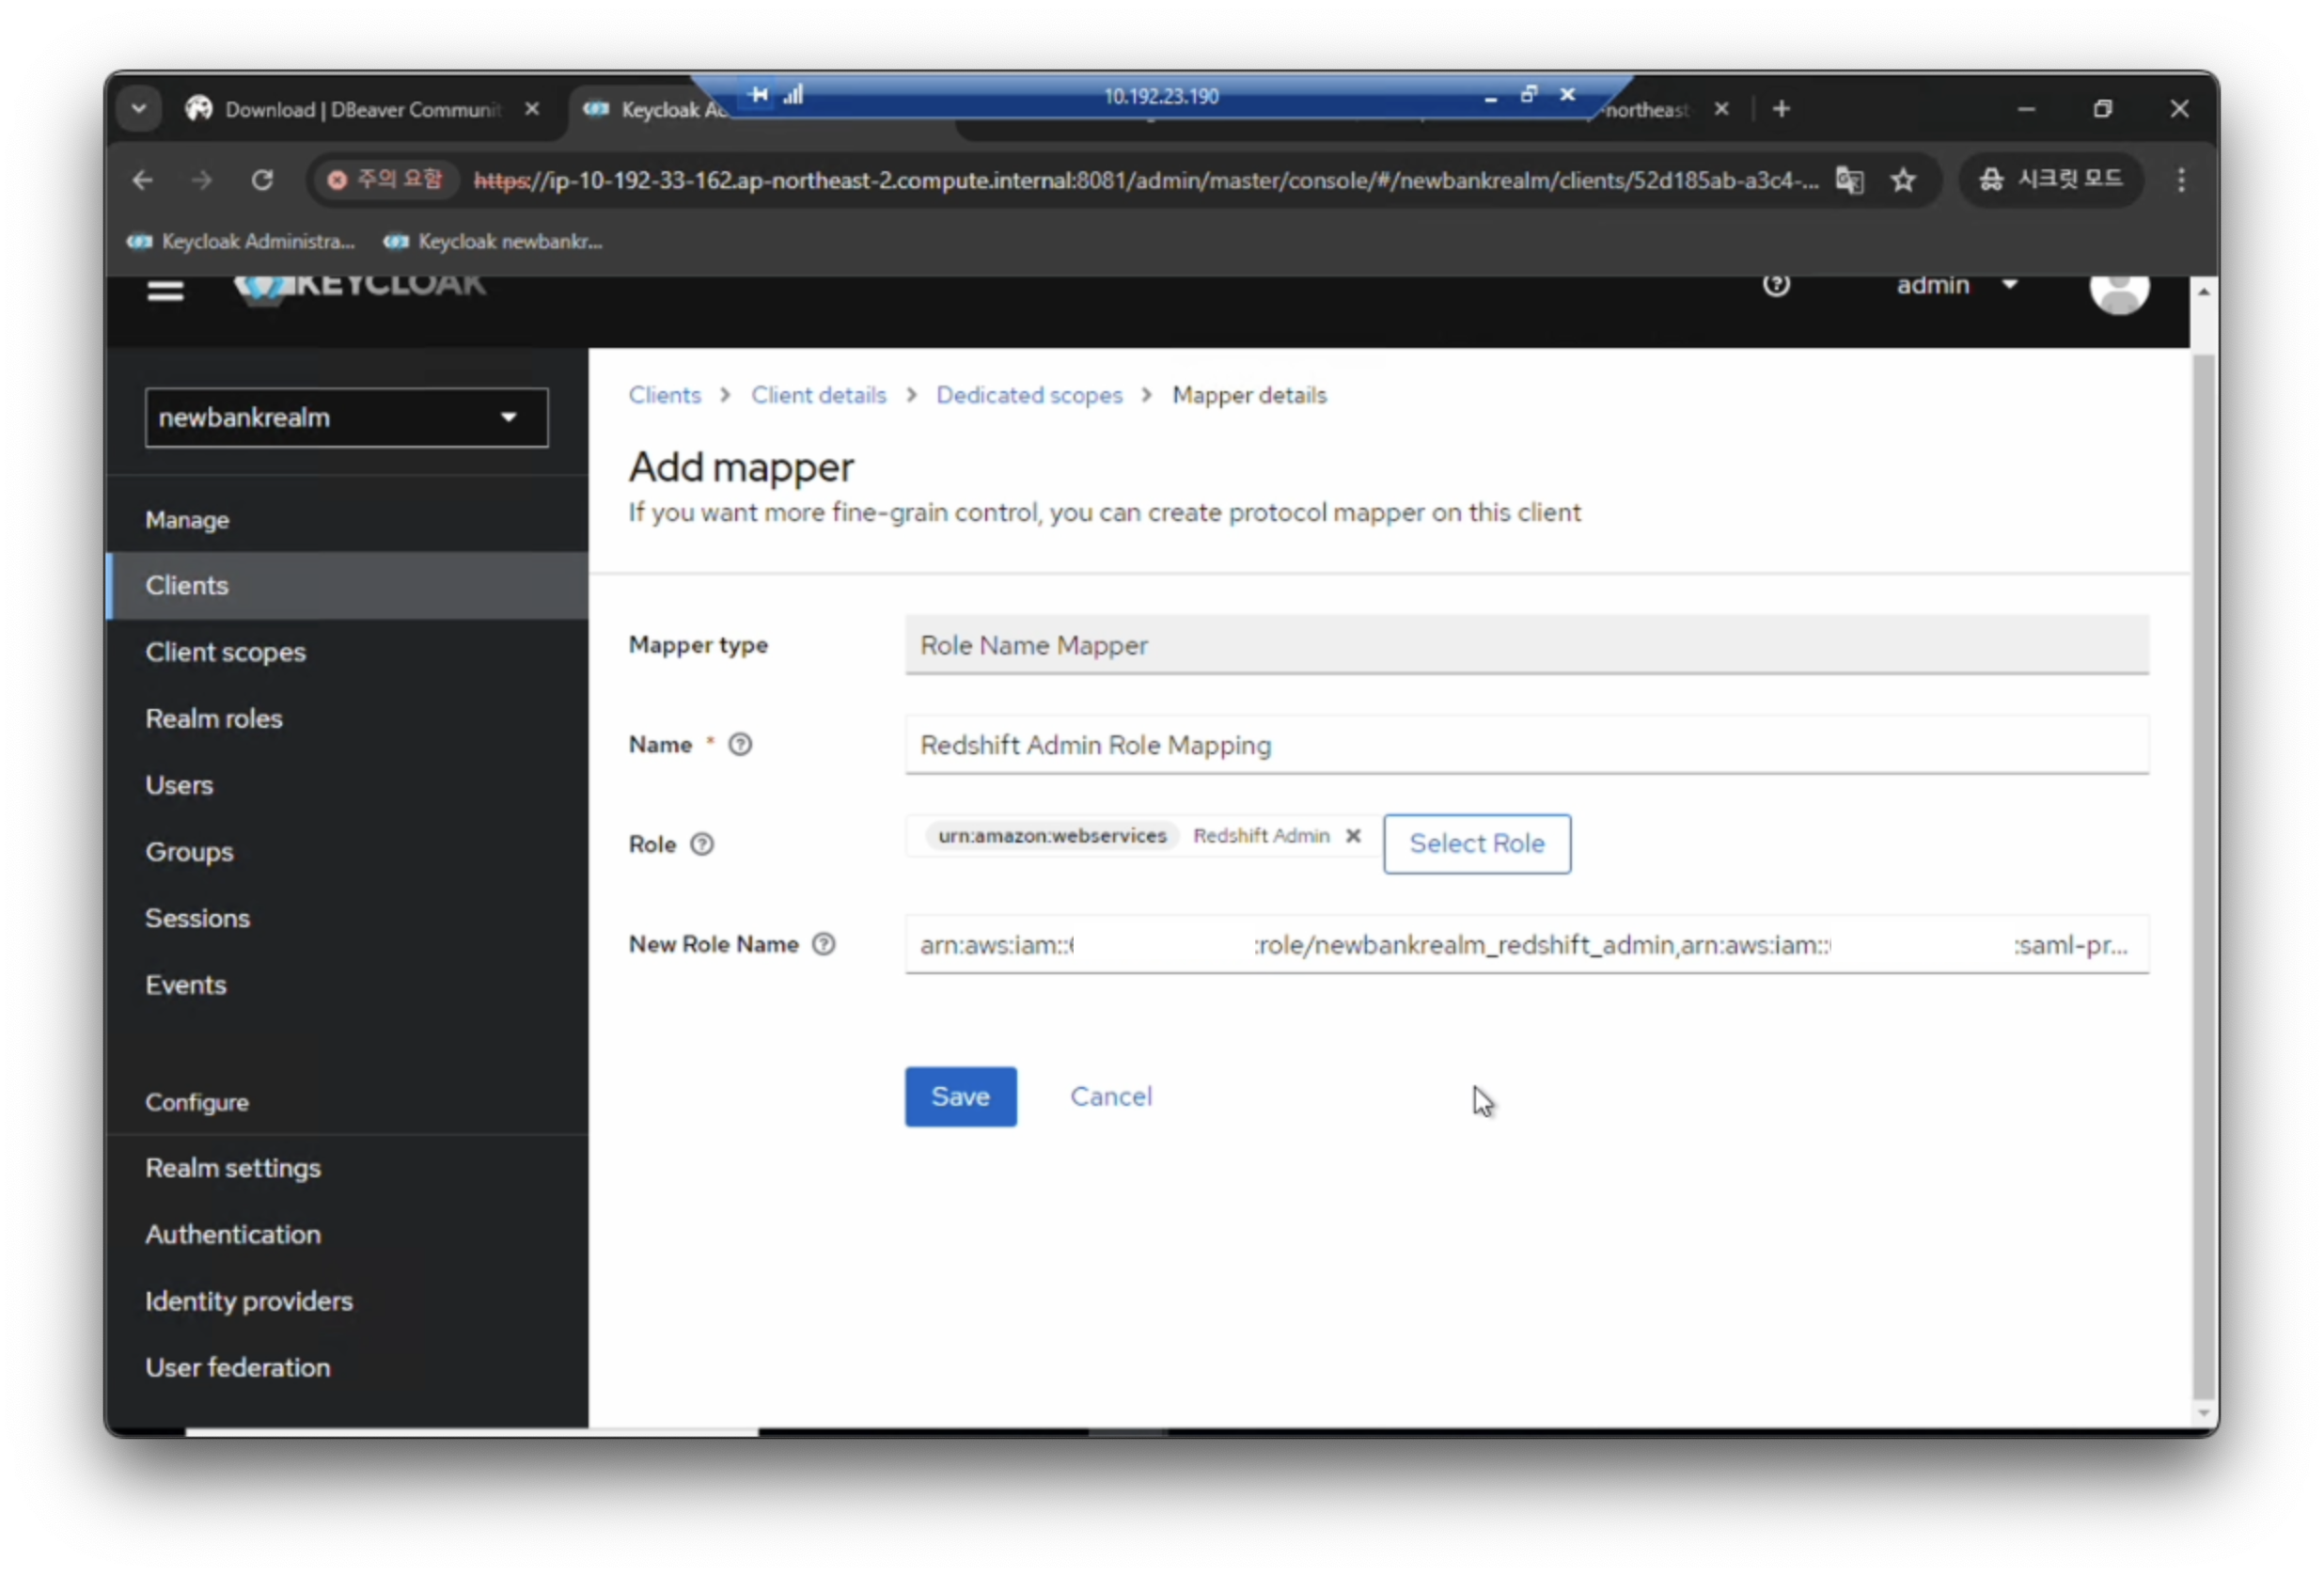 Download | DBeaver Communit
Keycloak Ad
10.192.23.190
-northeast
주의 요함
https://ip-10-192-33-162.ap-northeast-2.compute.internal:8081/admin/master/console/#/newbankrealm/clients/52d185ab-a3c4-...
시크릿 모드
Keycloak Administra...
Keycloak newbankr...
KEYCLOAK
admin
newbankrealm
Manage
Clients
Client scopes
Realm roles
Users
Groups
Sessions
Events
Configure
Realm settings
Authentication
Identity providers
User federation
Clients > Client details > Dedicated scopes > Mapper details
Add mapper
If you want more fine-grain control, you can create protocol mapper on this client
Mapper type
Role Name Mapper
Name *
Redshift Admin Role Mapping
Role
urn:amazon:webservices Redshift Admin
Select Role
New Role Name
arn:aws:iam:: :role/newbankrealm_redshift_admin,arn:aws:iam:: :saml-pr...
Save
Cancel